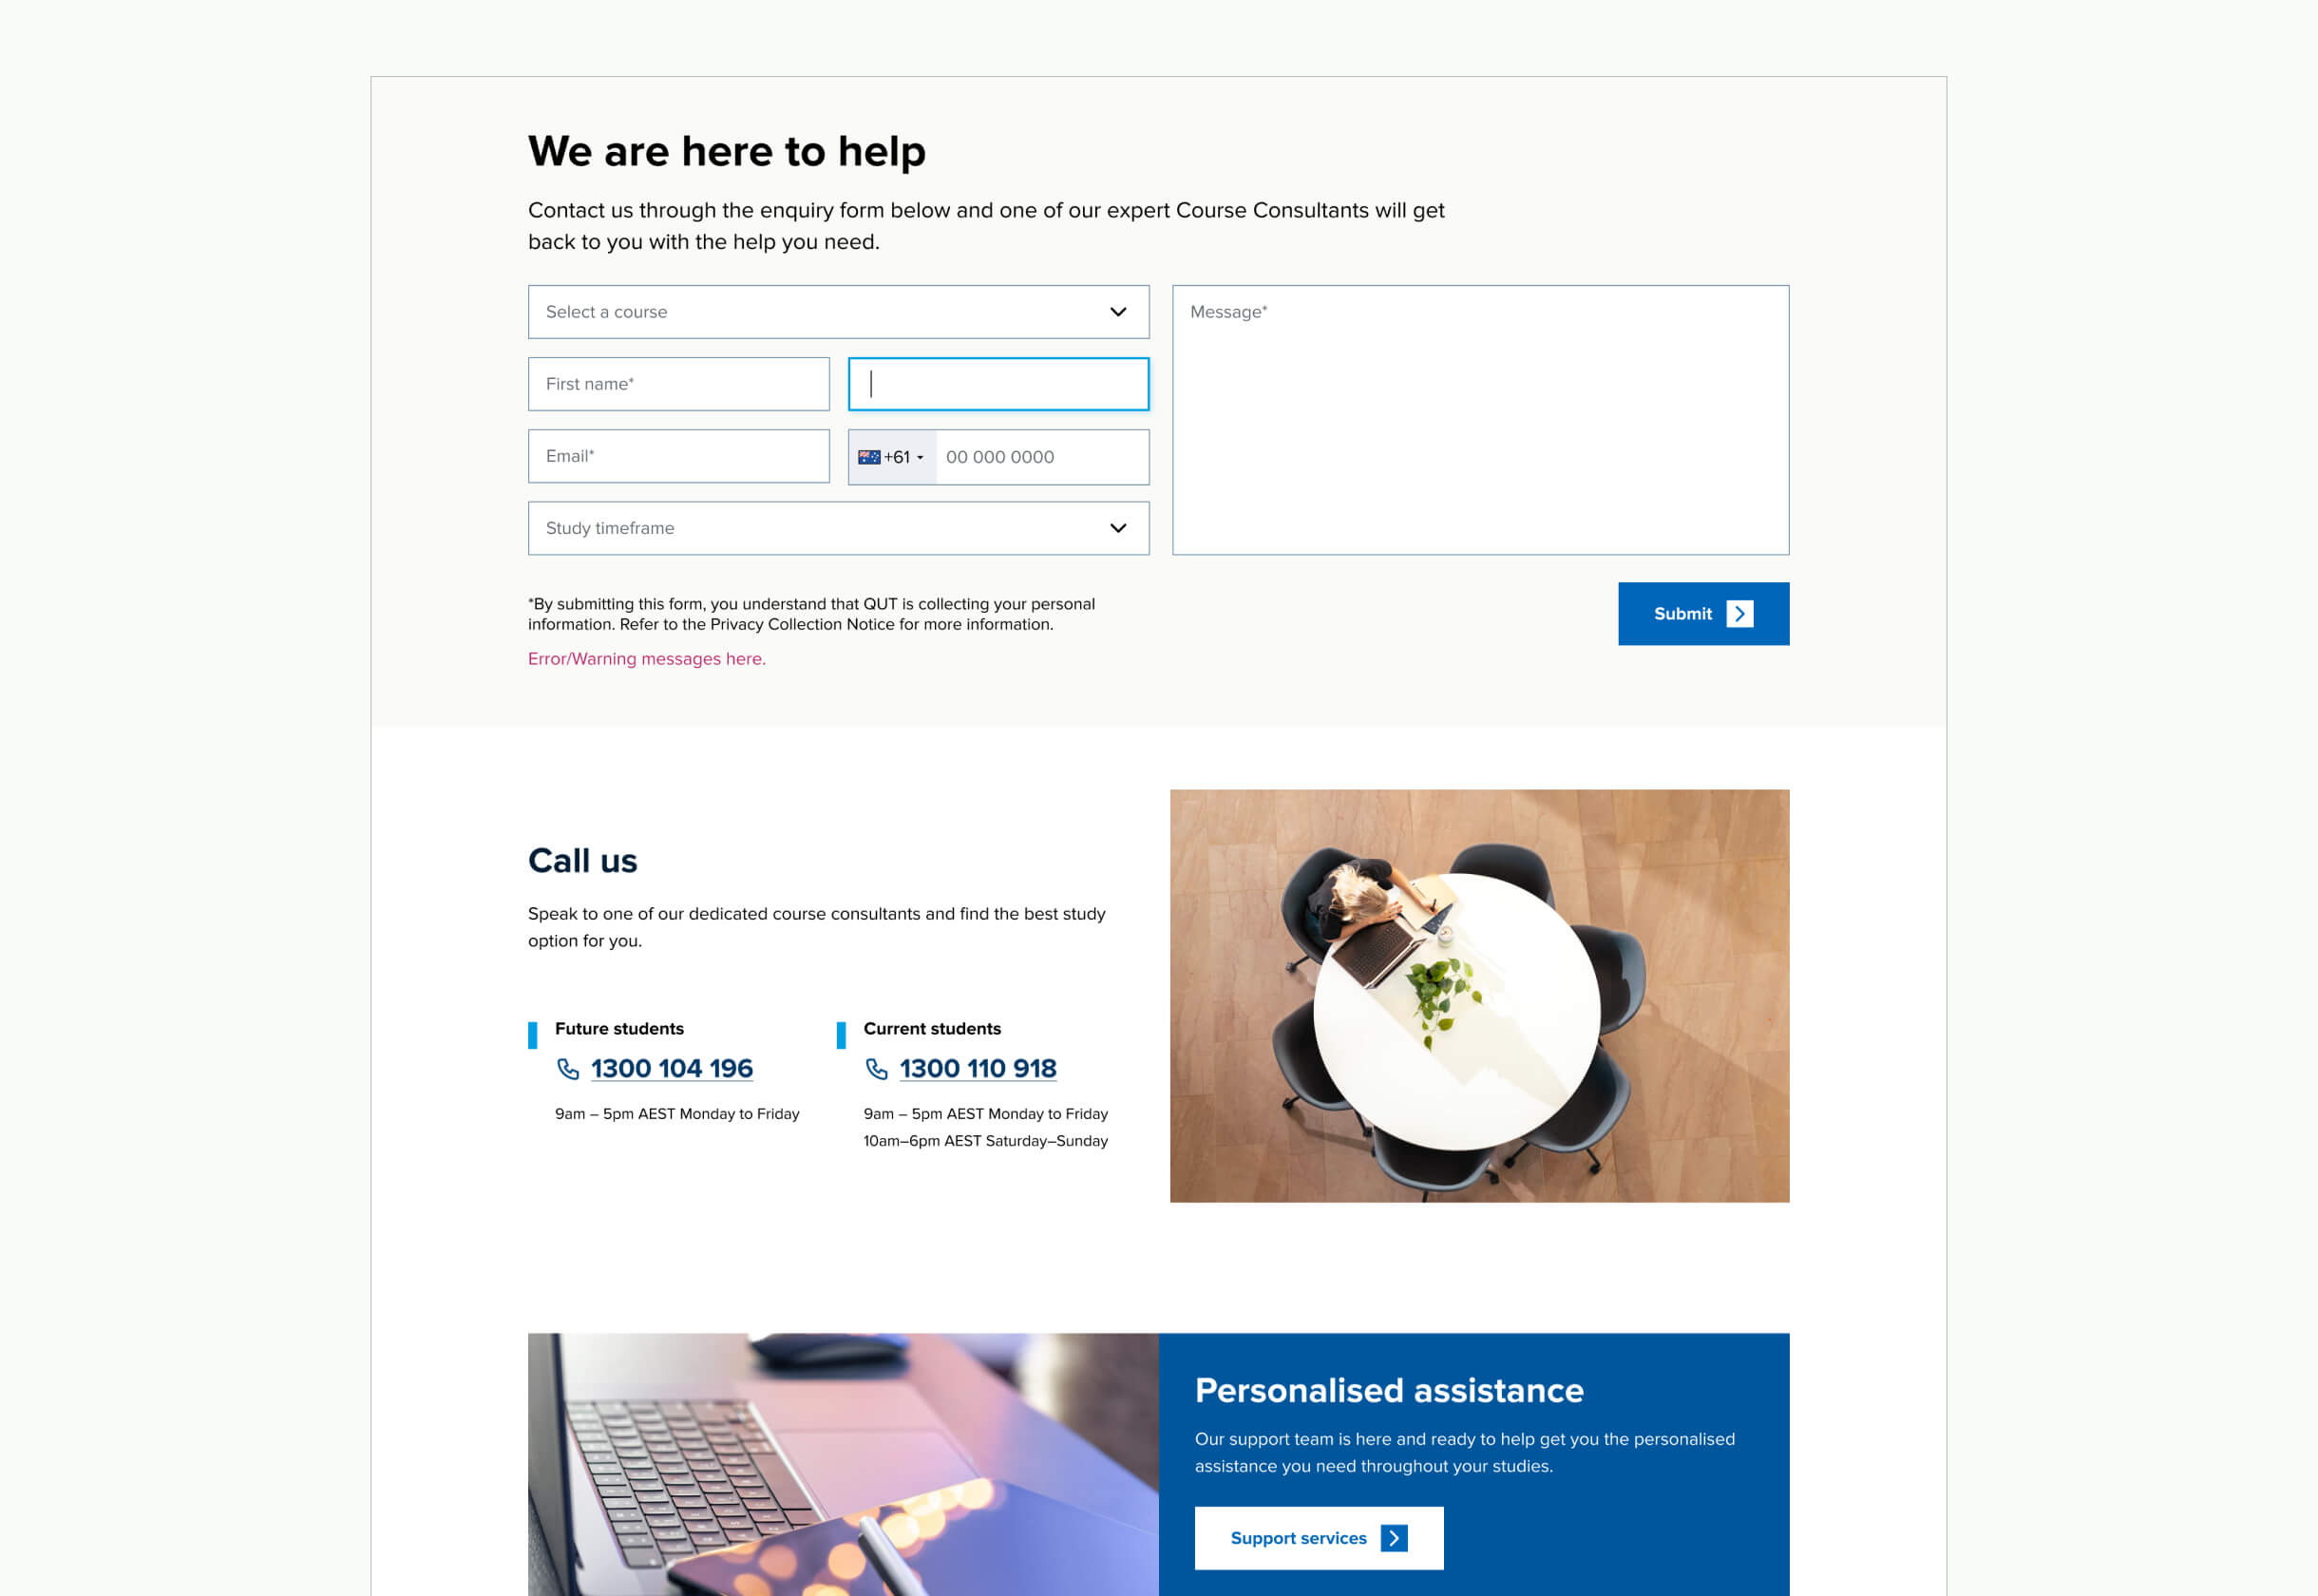 We are here to help
Contact us through the enquiry form below and one of our expert Course Consultants will get
back to you with the help you need.
Select a course
Message*
First name*
Email*
+61
00 000 0000
Study timeframe
*By submitting this form, you understand that QUT is collecting your personal
information. Refer to the Privacy Collection Notice for more information.
Submit
Error/Warning messages here.
Call us
Speak to one of our dedicated course consultants and find the best study
option for you.
Future students
1300 104 196
9am – 5pm AEST Monday to Friday
Current students
1300 110 918
9am – 5pm AEST Monday to Friday
10am–6pm AEST Saturday–Sunday
Personalised assistance
Our support team is here and ready to help get you the personalised
assistance you need throughout your studies.
Support services